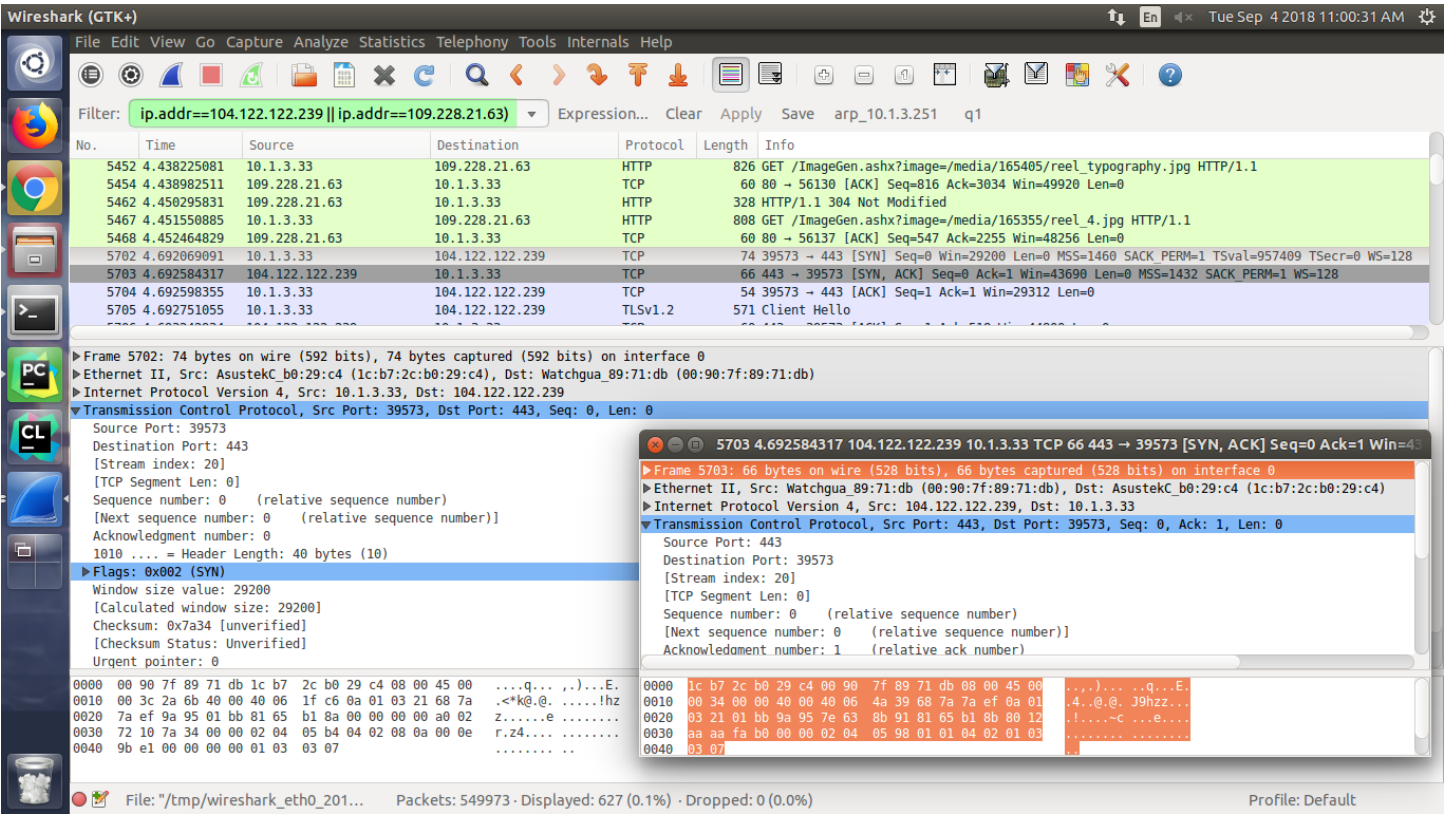 Wireshark (GTK+)
En
Tue Sep 4 2018 11:00:31 AM
File Edit View Go Capture Analyze Statistics Telephony Tools Internals Help
Filter: ip.addr==104.122.122.239 || ip.addr==109.228.21.63) Expression... Clear Apply Save arp_10.1.3.251 q1
No. Time Source Destination Protocol Length Info
5452 4.438225081 10.1.3.33 109.228.21.63 HTTP 826 GET /ImageGen.ashx?image=/media/165405/reel_typography.jpg HTTP/1.1
5454 4.438982511 109.228.21.63 10.1.3.33 TCP 60 80 → 56130 [ACK] Seq=816 Ack=3034 Win=49920 Len=0
5462 4.450295831 109.228.21.63 10.1.3.33 HTTP 328 HTTP/1.1 304 Not Modified
5467 4.451550885 10.1.3.33 109.228.21.63 HTTP 808 GET /ImageGen.ashx?image=/media/165355/reel_4.jpg HTTP/1.1
5468 4.452464829 109.228.21.63 10.1.3.33 TCP 60 80 → 56137 [ACK] Seq=547 Ack=2255 Win=48256 Len=0
5702 4.692069091 10.1.3.33 104.122.122.239 TCP 74 39573 → 443 [SYN] Seq=0 Win=29200 Len=0 MSS=1460 SACK_PERM=1 TSval=957409 TSecr=0 WS=128
5703 4.692584317 104.122.122.239 10.1.3.33 TCP 66 443 → 39573 [SYN, ACK] Seq=0 Ack=1 Win=43690 Len=0 MSS=1432 SACK_PERM=1 WS=128
5704 4.692598355 10.1.3.33 104.122.122.239 TCP 54 39573 → 443 [ACK] Seq=1 Ack=1 Win=29312 Len=0
5705 4.692751055 10.1.3.33 104.122.122.239 TLSv1.2 571 Client Hello
Frame 5702: 74 bytes on wire (592 bits), 74 bytes captured (592 bits) on interface 0
Ethernet II, Src: AsustekC_b0:29:c4 (1c:b7:2c:b0:29:c4), Dst: Watchgua_89:71:db (00:90:7f:89:71:db)
Internet Protocol Version 4, Src: 10.1.3.33, Dst: 104.122.122.239
Transmission Control Protocol, Src Port: 39573, Dst Port: 443, Seq: 0, Len: 0
Source Port: 39573
Destination Port: 443
[Stream index: 20]
[TCP Segment Len: 0]
Sequence number: 0 (relative sequence number)
[Next sequence number: 0 (relative sequence number)]
Acknowledgment number: 0
1010 .... = Header Length: 40 bytes (10)
Flags: 0x002 (SYN)
Window size value: 29200
[Calculated window size: 29200]
Checksum: 0x7a34 [unverified]
[Checksum Status: Unverified]
Urgent pointer: 0
0000 00 90 7f 89 71 db 1c b7 2c b0 29 c4 08 00 45 00 ....q... ,.)...E.
0010 00 3c 2a 6b 40 00 40 06 1f c6 0a 01 03 21 68 7a .<*k@.@. .....!hz
0020 7a ef 9a 95 01 bb 81 65 b1 8a 00 00 00 00 a0 02 z......e ........
0030 72 10 7a 34 00 00 02 04 05 b4 04 02 08 0a 00 0e r.z4.... ........
0040 9b e1 00 00 00 00 01 03 03 07 ........ ..
5703 4.692584317 104.122.122.239 10.1.3.33 TCP 66 443 → 39573 [SYN, ACK] Seq=0 Ack=1 Win=43
Frame 5703: 66 bytes on wire (528 bits), 66 bytes captured (528 bits) on interface 0
Ethernet II, Src: Watchgua_89:71:db (00:90:7f:89:71:db), Dst: AsustekC_b0:29:c4 (1c:b7:2c:b0:29:c4)
Internet Protocol Version 4, Src: 104.122.122.239, Dst: 10.1.3.33
Transmission Control Protocol, Src Port: 443, Dst Port: 39573, Seq: 0, Ack: 1, Len: 0
Source Port: 443
Destination Port: 39573
[Stream index: 20]
[TCP Segment Len: 0]
Sequence number: 0 (relative sequence number)
[Next sequence number: 0 (relative sequence number)]
Acknowledgment number: 1 (relative ack number)
0000 1c b7 2c b0 29 c4 00 90 7f 89 71 db 08 00 45 00 ..,.)... ..q...E.
0010 00 34 00 00 40 00 40 06 4a 39 68 7a 7a ef 0a 01 .4..@.@. J9hzz...
0020 03 21 01 bb 9a 95 7e 63 8b 91 81 65 b1 8b 80 12 .!....~c ...e....
0030 aa aa fa b0 00 00 02 04 05 98 01 01 04 02 01 03 ........ ........
0040 03 07 ..
PC
CL
File: "/tmp/wireshark_eth0_201... Packets: 549973 · Displayed: 627 (0.1%) · Dropped: 0 (0.0%) Profile: Default